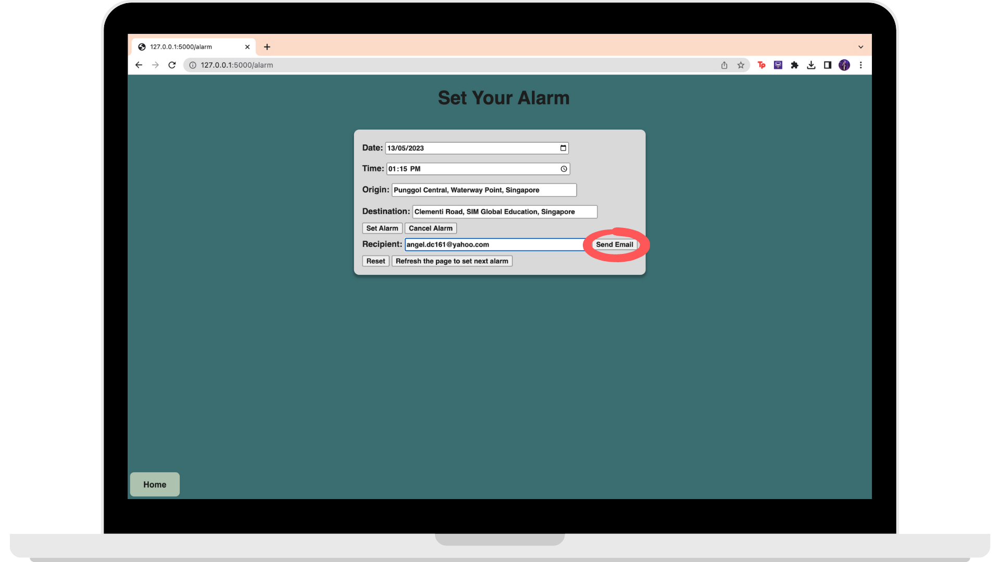 127.0.0.1:5000/alarm
127.0.0.1:5000/alarm
Tp
Set Your Alarm
Date: 13/05/2023
Time: 01:15 PM
Origin: Punggol Central, Waterway Point, Singapore
Destination: Clementi Road, SIM Global Education, Singapore
Set Alarm Cancel Alarm
Recipient: angel.dc161@yahoo.com Send Email
Reset Refresh the page to set next alarm
Home